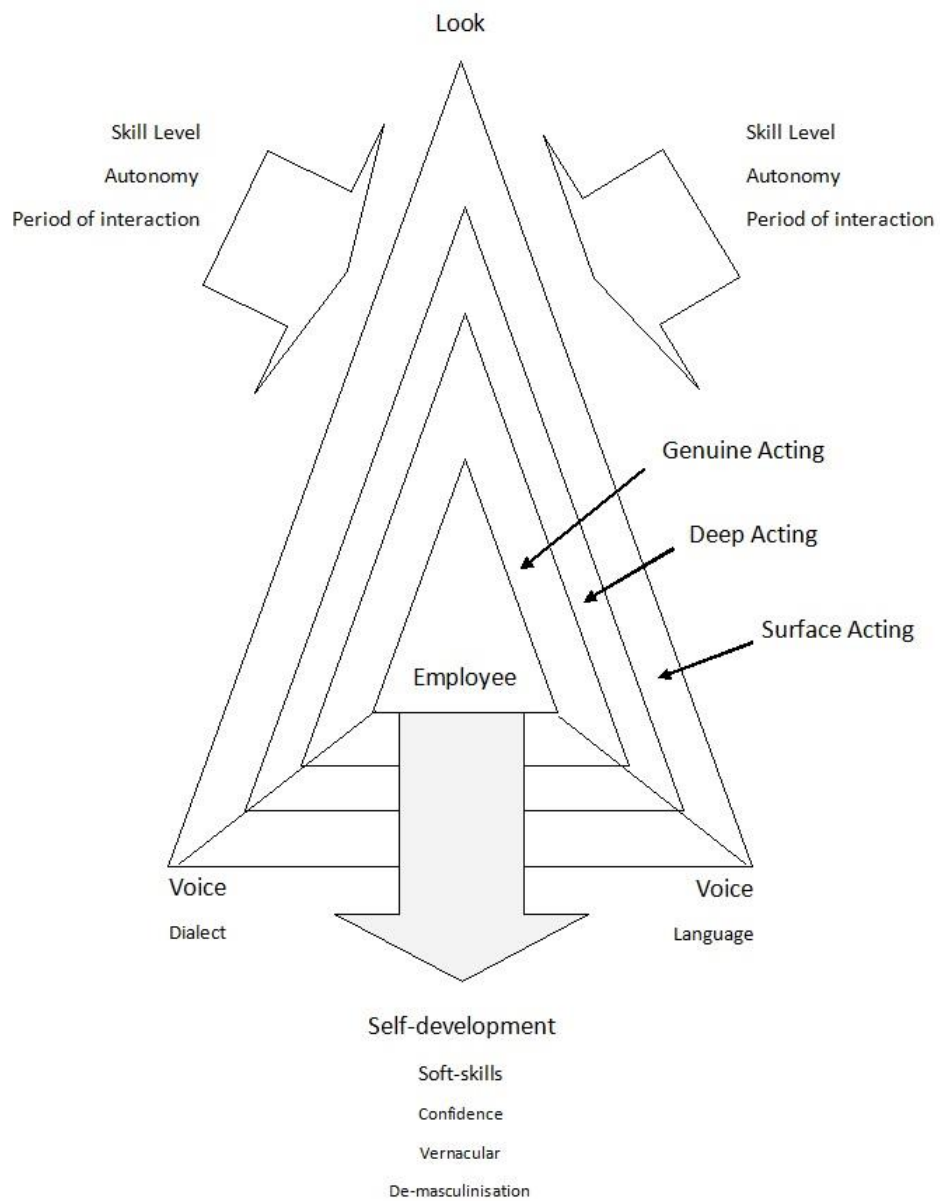 Look
Skill Level
Autonomy
Period of interaction
Skill Level
Autonomy
Period of interaction
Genuine Acting
Deep Acting
Surface Acting
Employee
Voice
Dialect
Voice
Language
Self-development
Soft-skills
Confidence
Vernacular
De-masculinisation